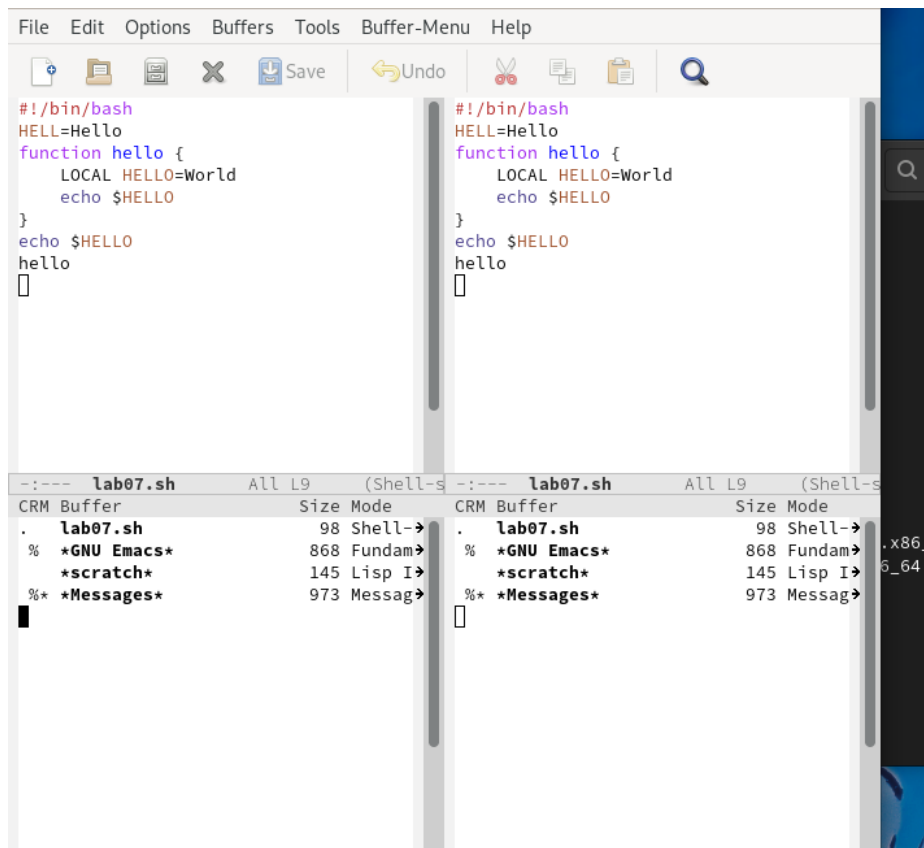 File Edit Options Buffers Tools Buffer-Menu Help
Save Undo
#!/bin/bash
HELL=Hello
function hello {
    LOCAL HELLO=World
    echo $HELLO
}
echo $HELLO
hello
-:--- lab07.sh All L9 (Shell-s
CRM Buffer Size Mode
. lab07.sh 98 Shell-→
% *GNU Emacs* 868 Fundam→
*scratch* 145 Lisp I→
%* *Messages* 973 Messag→
#!/bin/bash
HELL=Hello
function hello {
    LOCAL HELLO=World
    echo $HELLO
}
echo $HELLO
hello
-:--- lab07.sh All L9 (Shell-s
CRM Buffer Size Mode
. lab07.sh 98 Shell-→
% *GNU Emacs* 868 Fundam→
*scratch* 145 Lisp I→
%* *Messages* 973 Messag→
.x86_
6_64